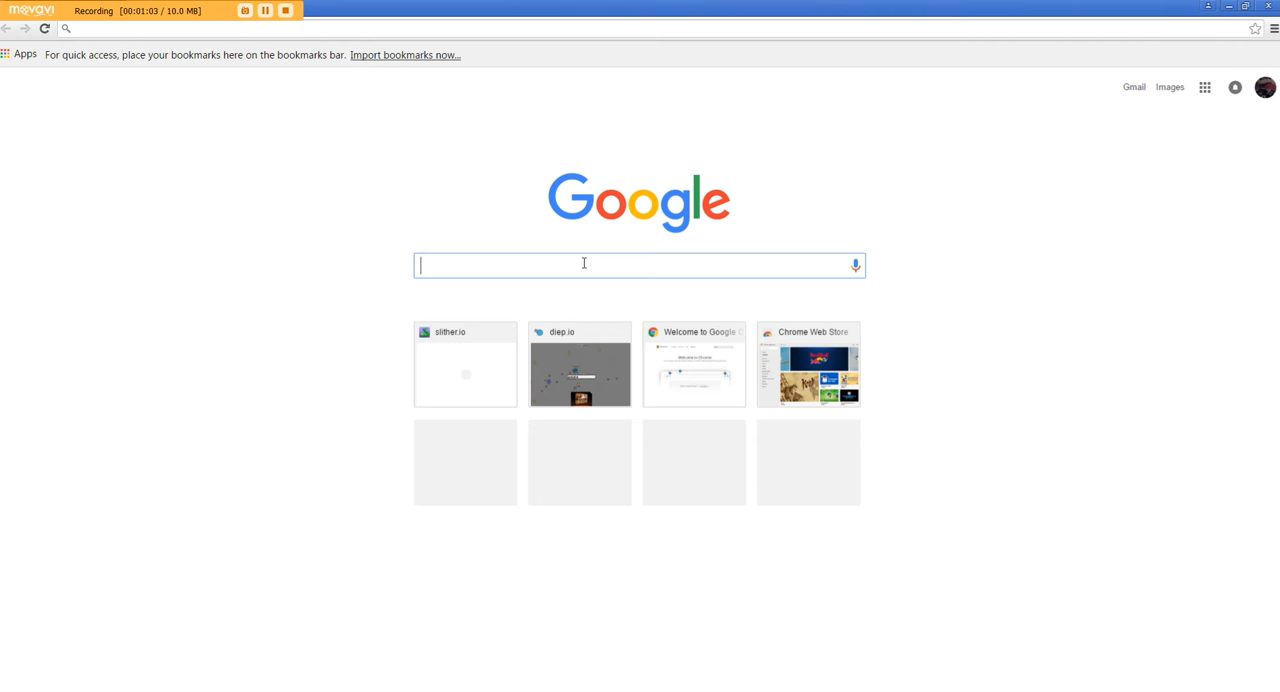 movavi Recording [00:01:03 / 10.0 MB]
Apps For quick access, place your bookmarks here on the bookmarks bar. Import bookmarks now...
Gmail Images
Google
slither.io diep.io Welcome to Google Chrome Web Store